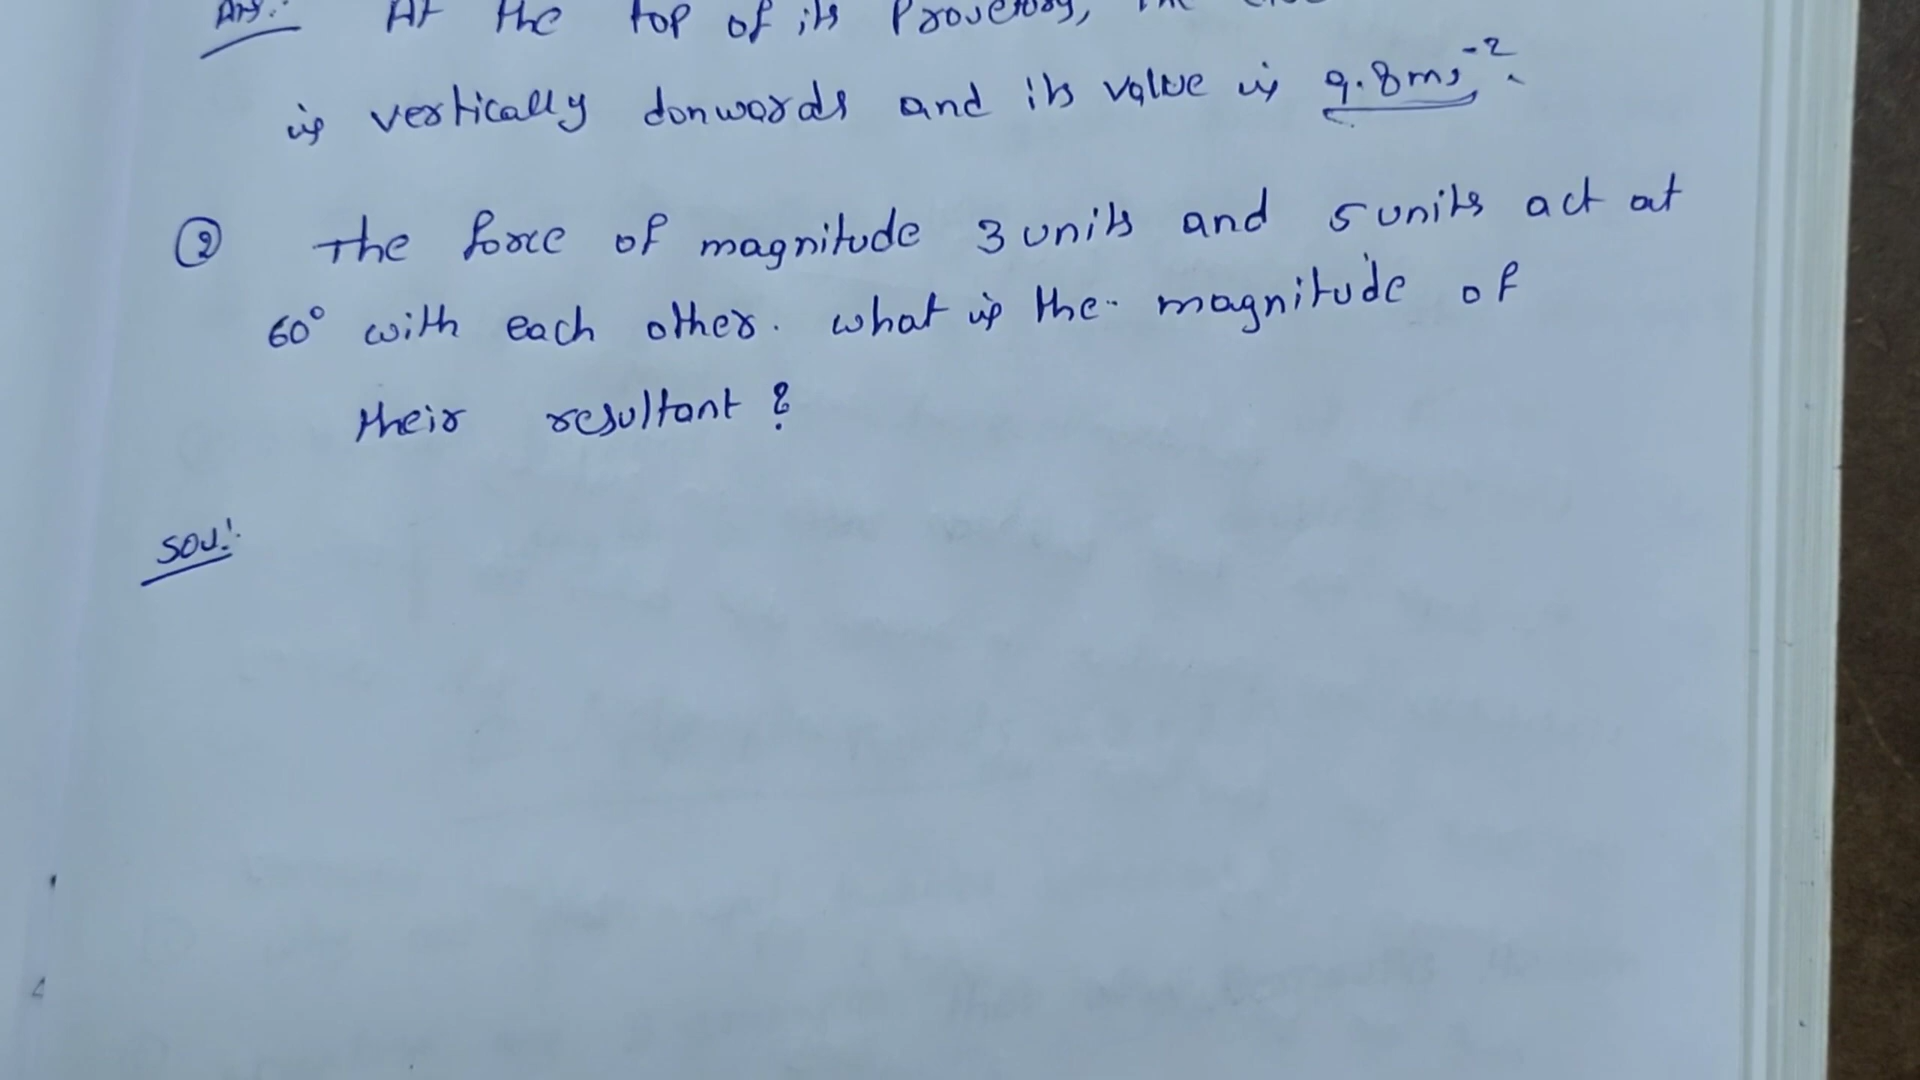 Ans: At the top of its
is vertically donwards and its value is 9.8ms⁻².
② The force of magnitude 3 units and 5 units act at
60° with each other. what is the magnitude of
their resultant?
Sol: